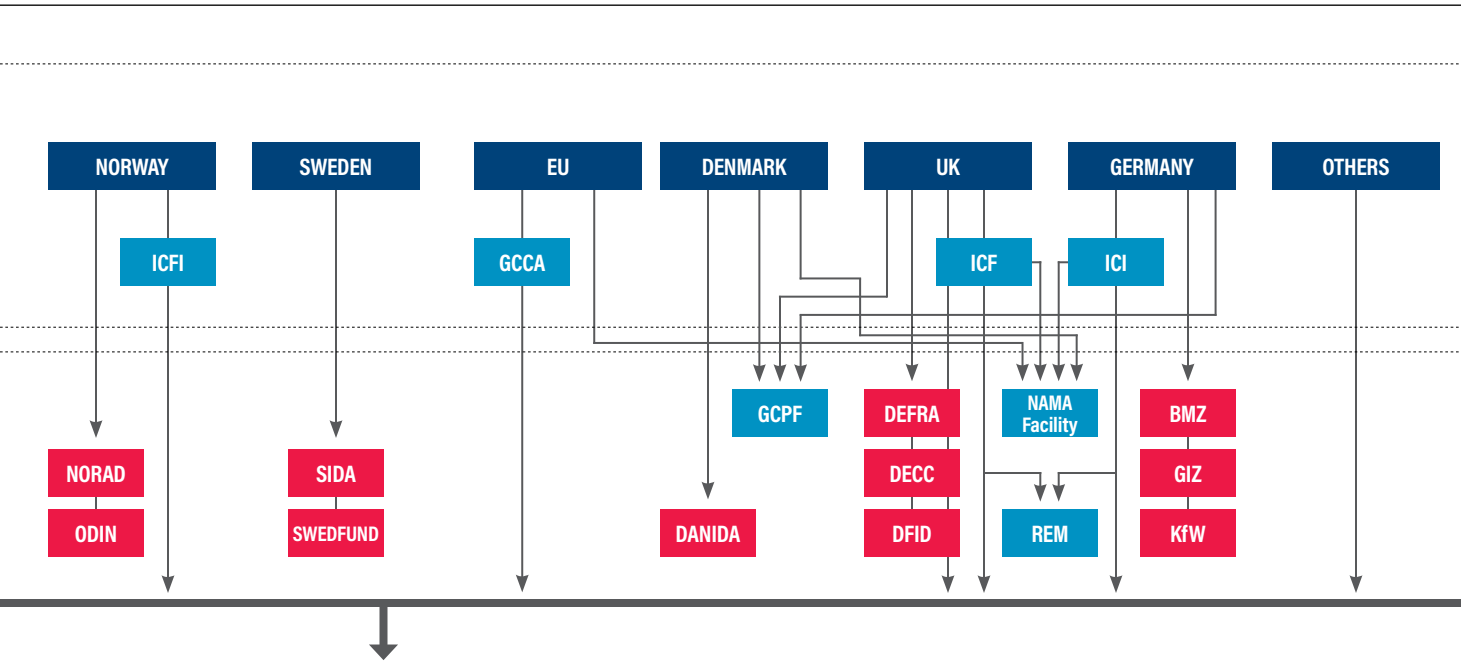 NORWAY
SWEDEN
EU
DENMARK
UK
GERMANY
OTHERS
ICFI
GCCA
ICF
ICI
GCPF
DEFRA
NAMA
Facility
BMZ
NORAD
SIDA
DECC
GIZ
ODIN
SWEDFUND
DANIDA
DFID
REM
KfW